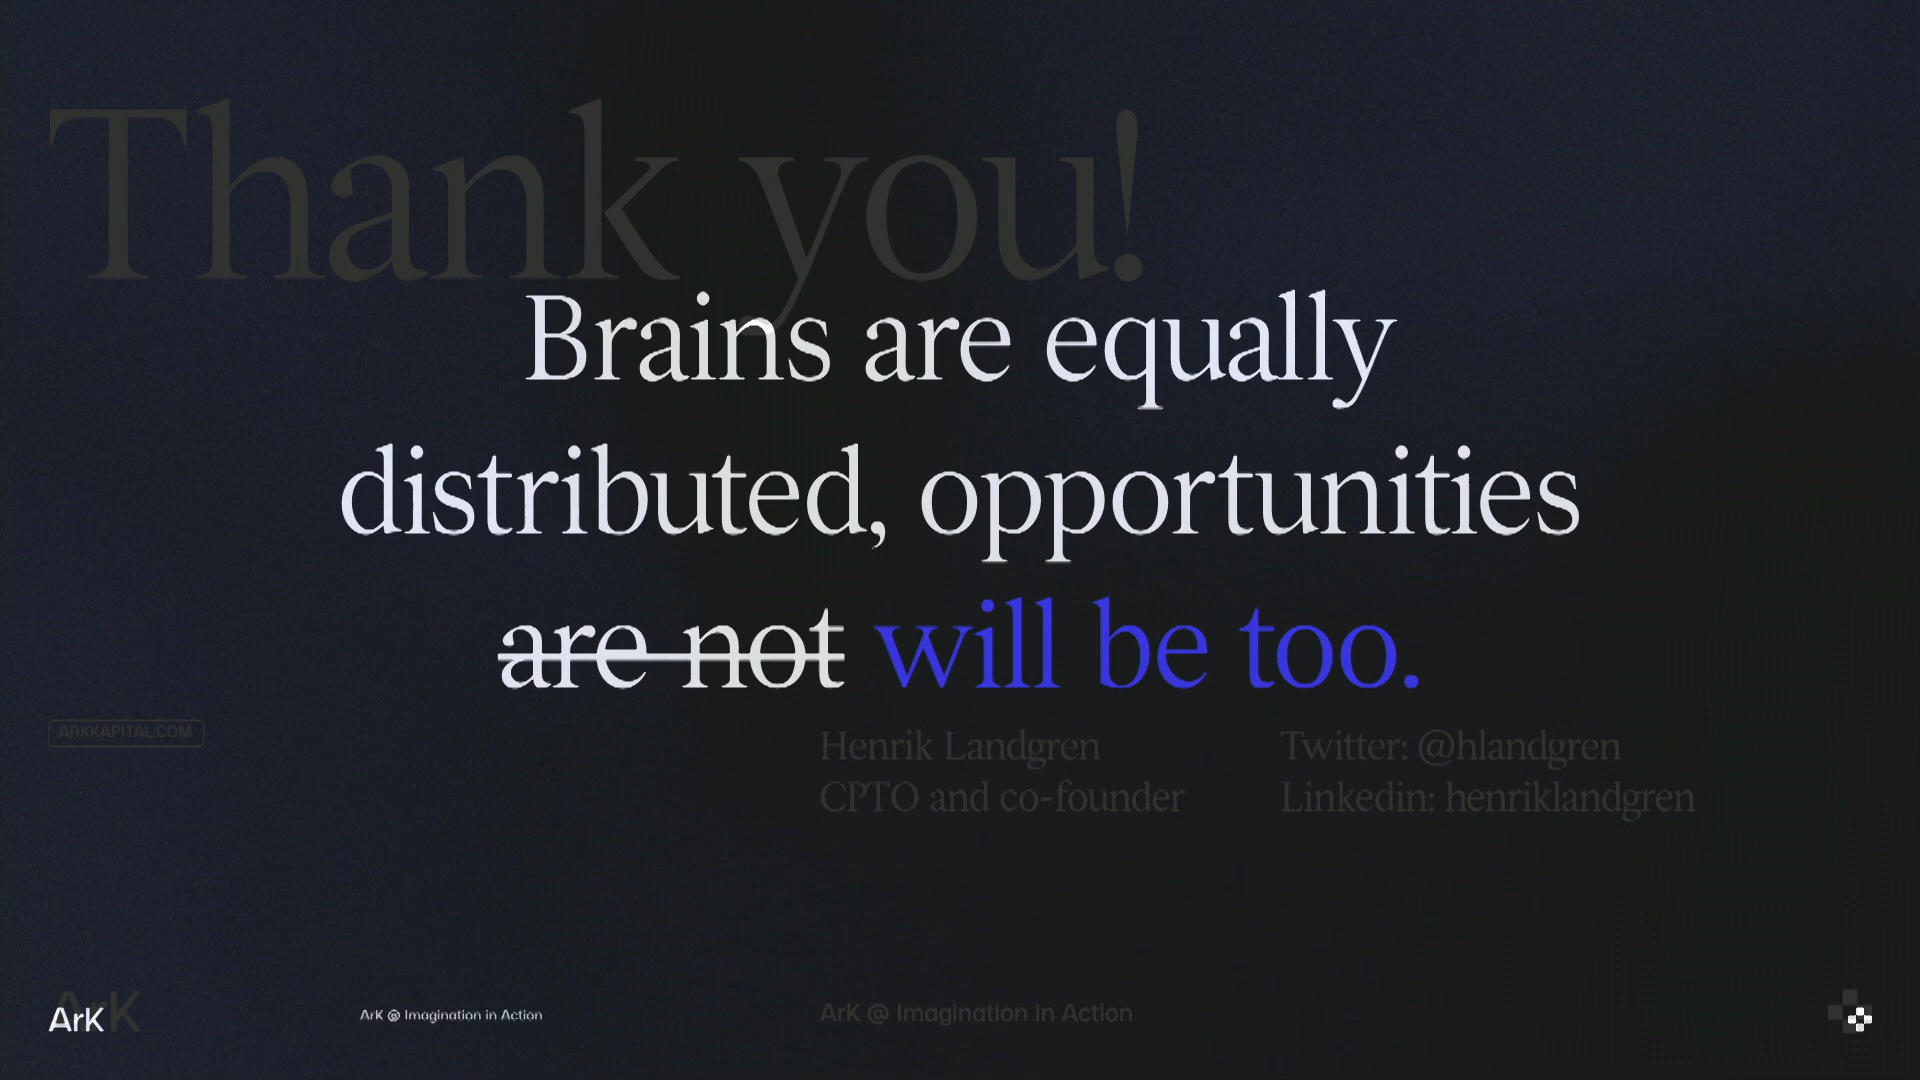 Thank you!
Brains are equally
distributed, opportunities
are not will be too.
ARKKAPITAL.COM
Henrik Landgren
CPTO and co-founder
Twitter: @hlandgren
Linkedin: henriklandgren
ArK
ArK
ArK @ Imagination in Action
ArK @ Imagination in Action